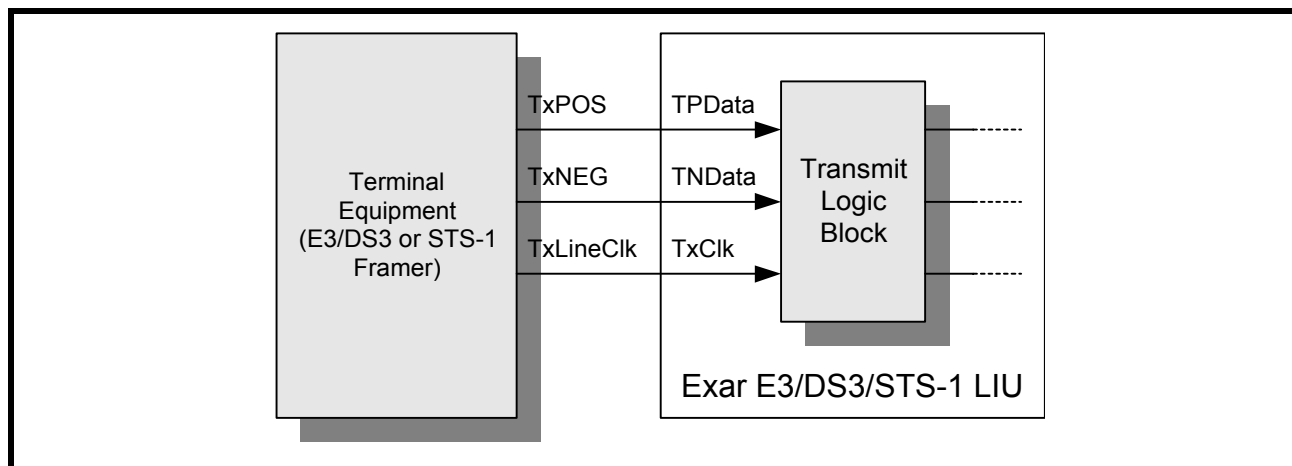 TxPOS TPData
TxNEG TNData
TxLineClk TxClk
Terminal
Equipment
(E3/DS3 or STS-1
Framer)
Transmit
Logic
Block
Exar E3/DS3/STS-1 LIU